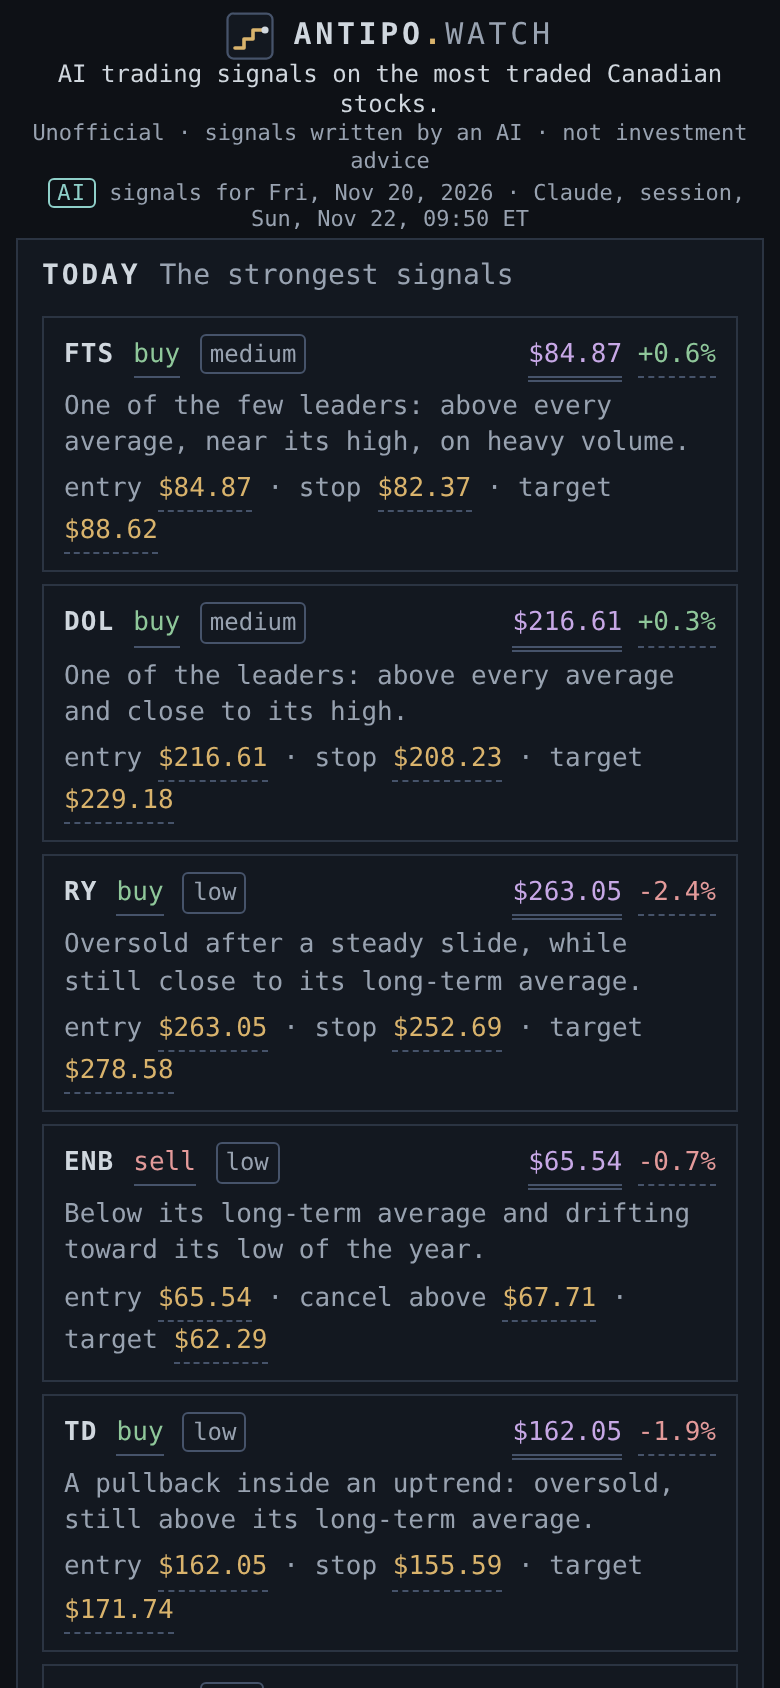 ANTIPO.WATCH
AI trading signals on the most traded Canadian
stocks.
Unofficial · signals written by an AI · not investment
advice
AI signals for Fri, Nov 20, 2026 · Claude, session,
Sun, Nov 22, 09:50 ET
TODAY The strongest signals
FTS buy medium $84.87 +0.6%
One of the few leaders: above every
average, near its high, on heavy volume.
entry $84.87 · stop $82.37 · target
$88.62
DOL buy medium $216.61 +0.3%
One of the leaders: above every average
and close to its high.
entry $216.61 · stop $208.23 · target
$229.18
RY buy low $263.05 -2.4%
Oversold after a steady slide, while
still close to its long-term average.
entry $263.05 · stop $252.69 · target
$278.58
ENB sell low $65.54 -0.7%
Below its long-term average and drifting
toward its low of the year.
entry $65.54 · cancel above $67.71 ·
target $62.29
TD buy low $162.05 -1.9%
A pullback inside an uptrend: oversold,
still above its long-term average.
entry $162.05 · stop $155.59 · target
$171.74